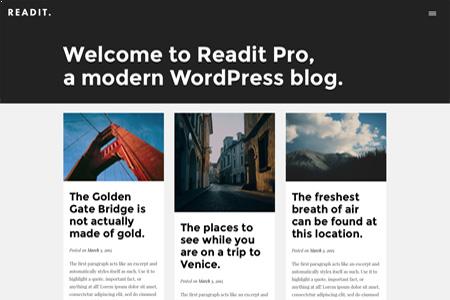 READIT.
Welcome to Readit Pro,
a modern WordPress blog.
The Golden
Gate Bridge is
not actually
made of gold.
Posted on March 3, 2015
The first paragraph acts like an excerpt and
automatically styles itself as such. Use it to
highlight a quote, important fact, or
anything at all! Lorem ipsum dolor sit amet,
consectetur adipiscing elit, sed do eiusmod
The places to
see while you
are on a trip to
Venice.
Posted on March 3, 2015
The first paragraph acts like an excerpt and
The freshest
breath of air
can be found at
this location.
Posted on March 3, 2015
The first paragraph acts like an excerpt and
automatically styles itself as such. Use it to
highlight a quote, important fact, or
anything at all! Lorem ipsum dolor sit amet,
consectetur adipiscing elit, sed do eiusmod